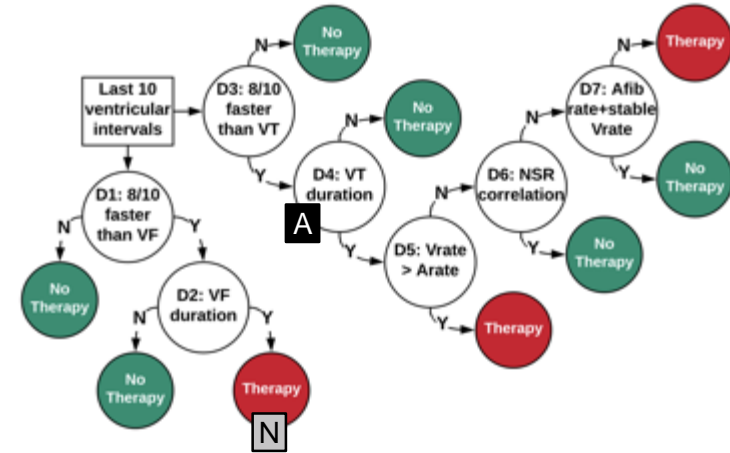 Last 10
ventricular
intervals
D1: 8/10
faster
than VF
N
Y
No
Therapy
D2: VF
duration
N
Y
No
Therapy
Therapy
N
D3: 8/10
faster
than VT
N
Y
No
Therapy
D4: VT
duration
A
N
Y
No
Therapy
D5: Vrate
> Arate
N
Y
Therapy
D6: NSR
correlation
N
Y
No
Therapy
D7: Afib
rate+stable
Vrate
N
Y
Therapy
No
Therapy